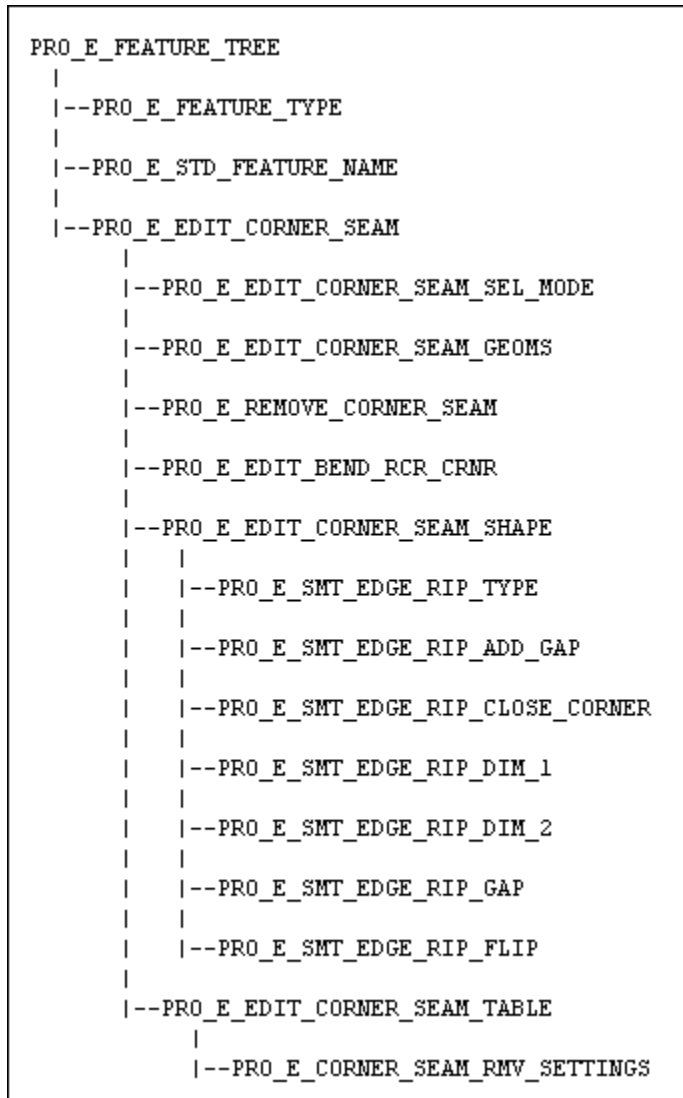 PRO_E_FEATURE_TREE
|
|--PRO_E_FEATURE_TYPE
|
|--PRO_E_STD_FEATURE_NAME
|
|--PRO_E_EDIT_CORNER_SEAM
|
|--PRO_E_EDIT_CORNER_SEAM_SEL_MODE
|
|--PRO_E_EDIT_CORNER_SEAM_GEOMS
|
|--PRO_E_REMOVE_CORNER_SEAM
|
|--PRO_E_EDIT_BEND_RCR_CRNR
|
|--PRO_E_EDIT_CORNER_SEAM_SHAPE
| |
| |--PRO_E_SMT_EDGE_RIP_TYPE
| |
| |--PRO_E_SMT_EDGE_RIP_ADD_GAP
| |
| |--PRO_E_SMT_EDGE_RIP_CLOSE_CORNER
| |
| |--PRO_E_SMT_EDGE_RIP_DIM_1
| |
| |--PRO_E_SMT_EDGE_RIP_DIM_2
| |
| |--PRO_E_SMT_EDGE_RIP_GAP
| |
| |--PRO_E_SMT_EDGE_RIP_FLIP
|
|--PRO_E_EDIT_CORNER_SEAM_TABLE
|
|--PRO_E_CORNER_SEAM_RMV_SETTINGS